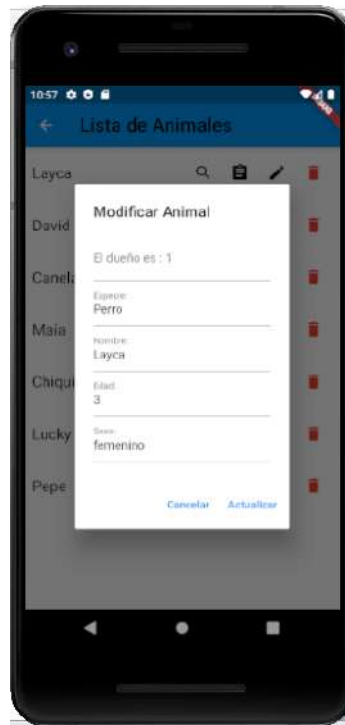 10:57
Lista de Animales
Layca
David
Canela
Maia
Chiqui
Lucky
Pepe
Modificar Animal
El dueño es : 1
Especie:
Perro
Nombre:
Layca
Edad:
3
Sexo:
femenino
Cancelar Actualizar